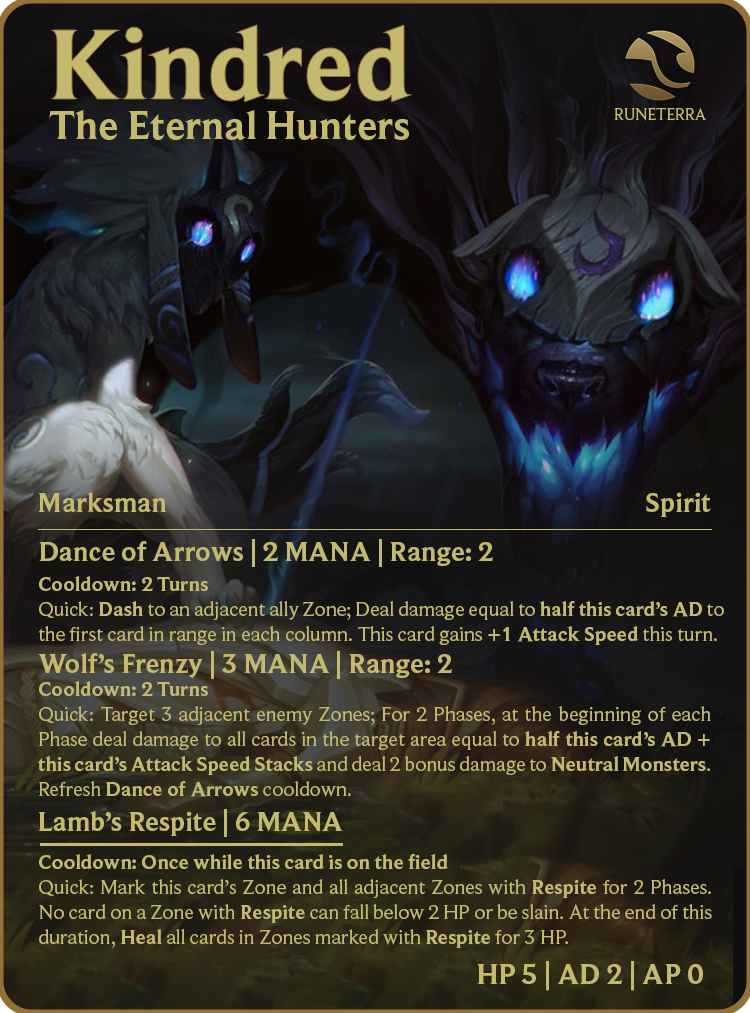 Kindred
The Eternal Hunters
RUNETERRA
Marksman
Spirit
Dance of Arrows | 2 MANA | Range: 2
Cooldown: 2 Turns
Quick: Dash to an adjacent ally Zone; Deal damage equal to half this card's AD to
the first card in range in each column. This card gains +1 Attack Speed this turn.
Wolf's Frenzy | 3 MANA | Range: 2
Cooldown: 2 Turns
Quick: Target 3 adjacent enemy Zones; For 2 Phases, at the beginning of each
Phase deal damage to all cards in the target area equal to half this card's AD +
this card's Attack Speed Stacks and deal 2 bonus damage to Neutral Monsters.
Refresh Dance of Arrows cooldown.
Lamb's Respite | 6 MANA
Cooldown: Once while this card is on the field
Quick: Mark this card's Zone and all adjacent Zones with Respite for 2 Phases.
No card on a Zone with Respite can fall below 2 HP or be slain. At the end of this
duration, Heal all cards in Zones marked with Respite for 3 HP.
HP 5 | AD 2 | AP 0